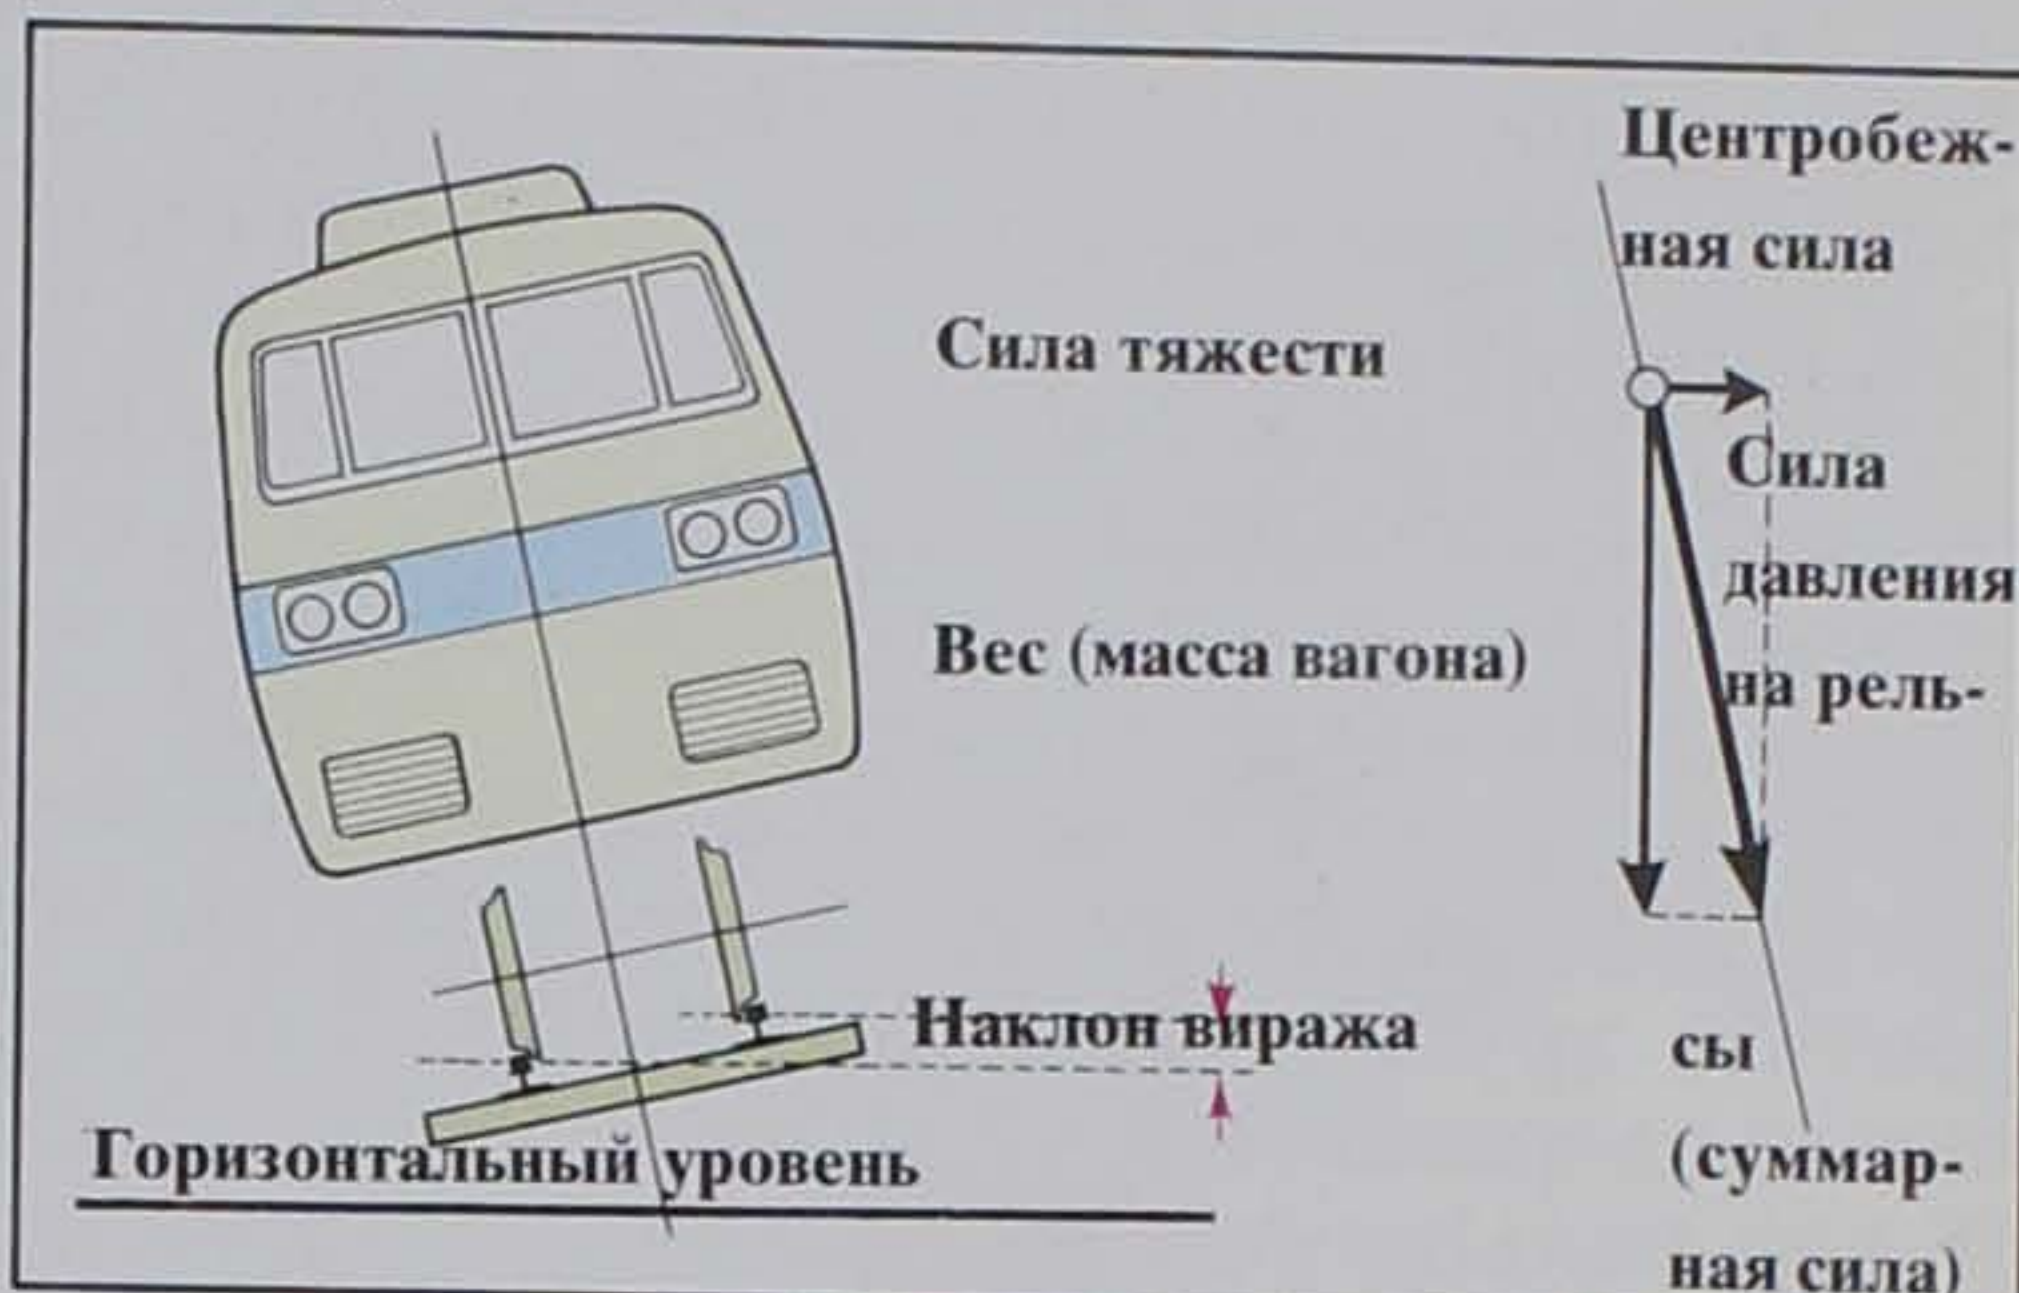 Центробеж-
ная сила
Сила тяжести
Сила
давления
на рель-
Вес (масса вагона)
Наклон виража
сы
(суммар-
ная сила)
Горизонтальный уровень